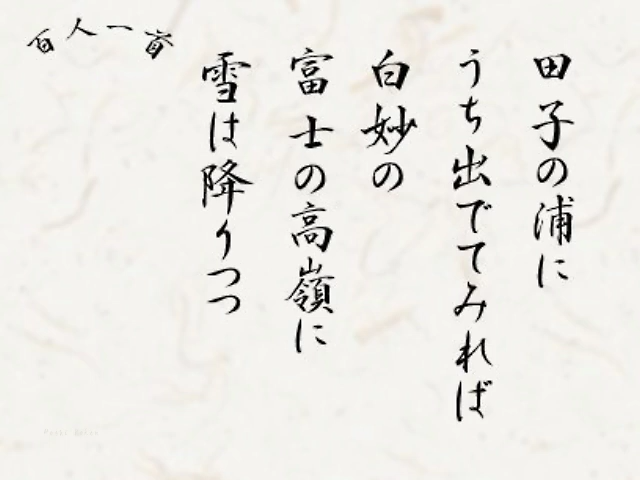 百人一首
田子の浦に
うち出でてみれば
白妙の
富士の高嶺に
雪は降りつつ